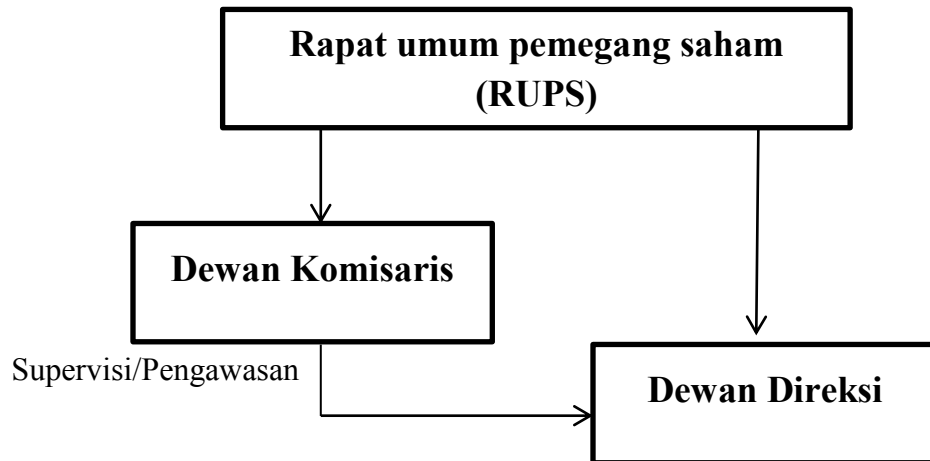 Rapat umum pemegang saham
(RUPS)
Dewan Komisaris
Supervisi/Pengawasan
Dewan Direksi